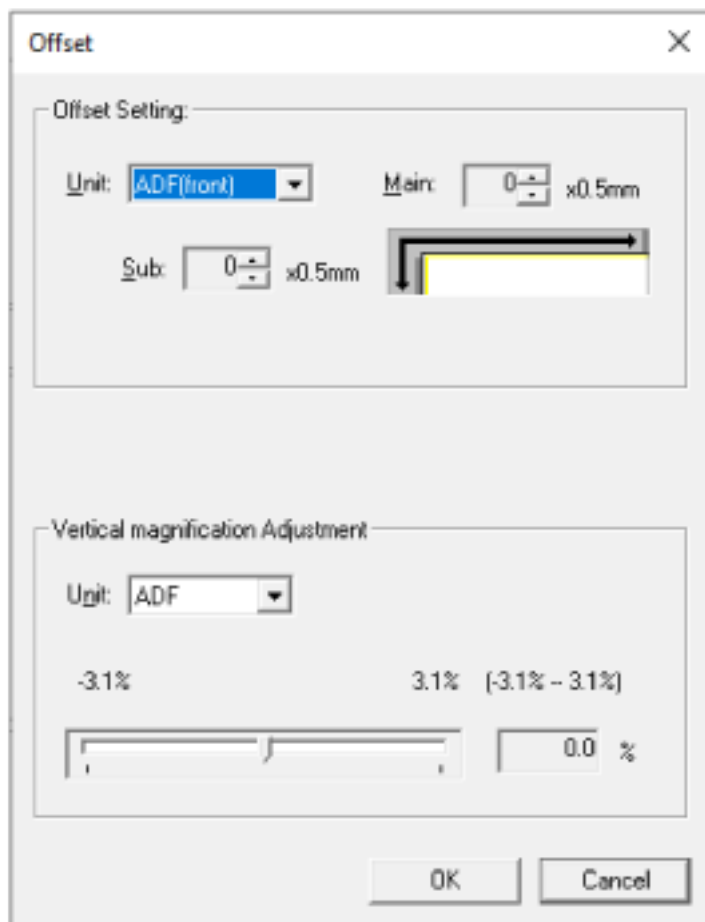 Offset
Offset Setting:
Unit: ADF(front) Main: 0 x0.5mm
Sub: 0 x0.5mm
Vertical magnification Adjustment
Unit: ADF
-3.1% 3.1% (-3.1% -- 3.1%)
0.0 %
OK Cancel